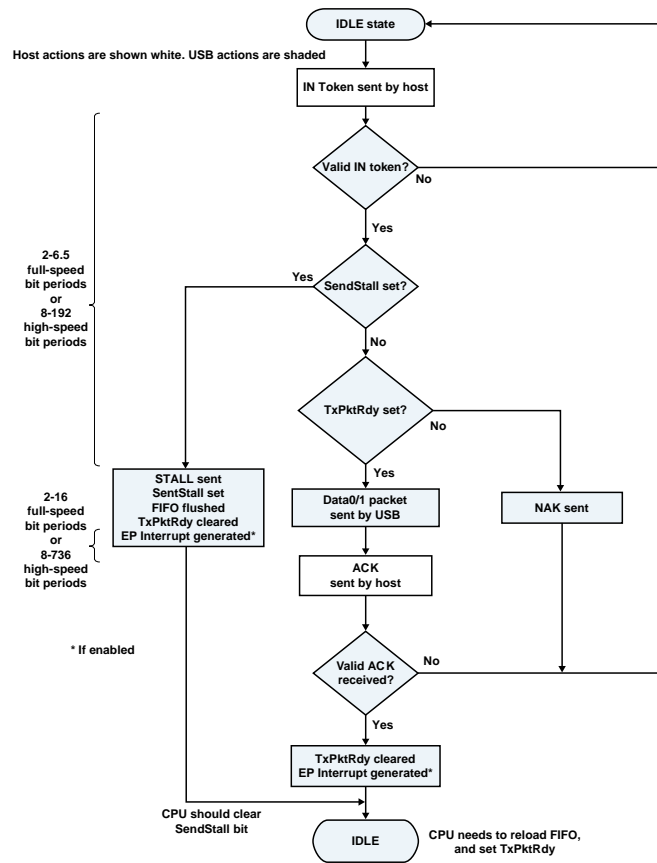 IDLE state
Host actions are shown white. USB actions are shaded
IN Token sent by host
Valid IN token?
No
Yes
2-6.5
full-speed
bit periods
or
8-192
high-speed
bit periods
Yes
SendStall set?
No
TxPktRdy set?
No
Yes
STALL sent
SentStall set
FIFO flushed
TxPktRdy cleared
EP Interrupt generated*
2-16
full-speed
bit periods
or
8-736
high-speed
bit periods
Data0/1 packet
sent by USB
NAK sent
ACK
sent by host
* If enabled
Valid ACK
received?
No
Yes
TxPktRdy cleared
EP Interrupt generated*
CPU should clear
SendStall bit
IDLE
CPU needs to reload FIFO,
and set TxPktRdy